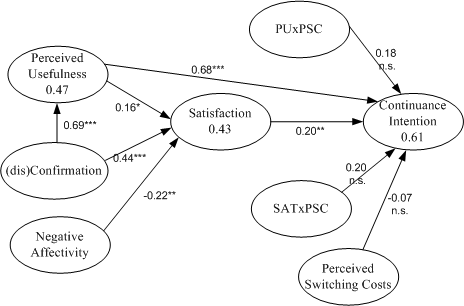 PUxPSC
0.18
n.s.
Perceived
Usefulness
0.47
0.68***
Continuance
Intention
0.61
0.16*
Satisfaction
0.43
0.20**
0.69***
(dis)Confirmation
0.44***
-0.22**
0.20
n.s.
-0.07
n.s.
SATxPSC
Negative
Affectivity
Perceived
Switching Costs